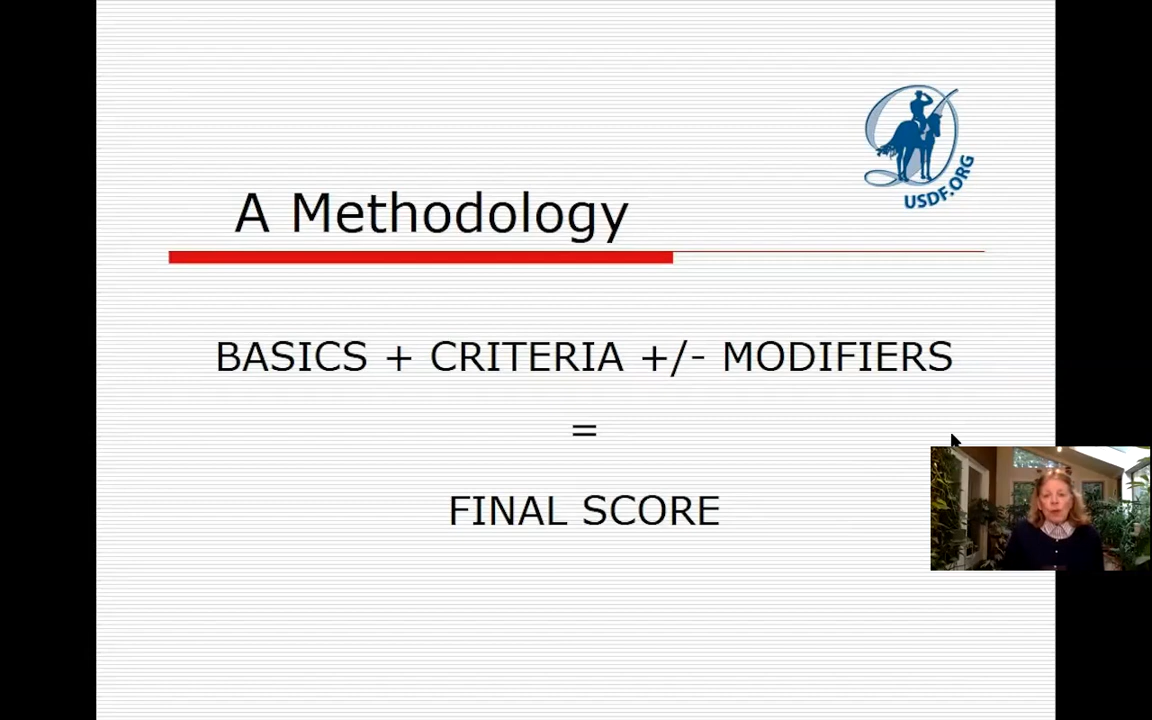 USDF.ORG
A Methodology
BASICS + CRITERIA +/- MODIFIERS
=
FINAL SCORE